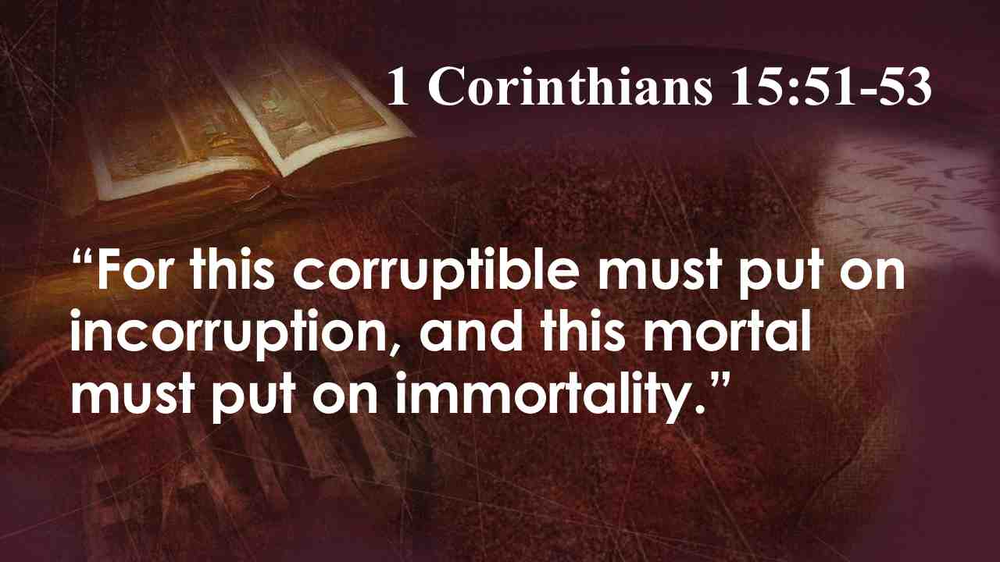 1 Corinthians 15:51-53
“For this corruptible must put on
incorruption, and this mortal
must put on immortality.”